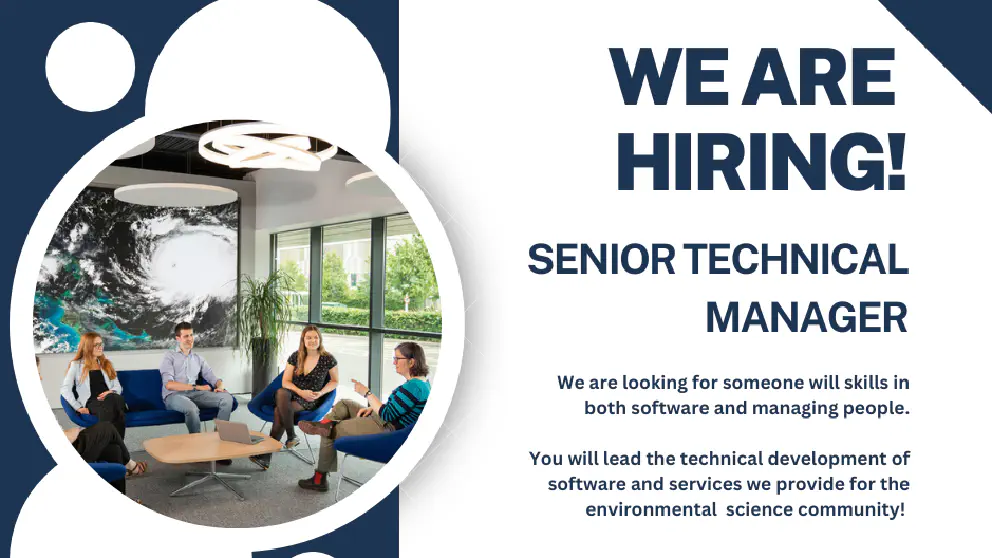 WE ARE
HIRING!
SENIOR TECHNICAL
MANAGER
We are looking for someone will skills in
both software and managing people.
You will lead the technical development of
software and services we provide for the
environmental  science community!